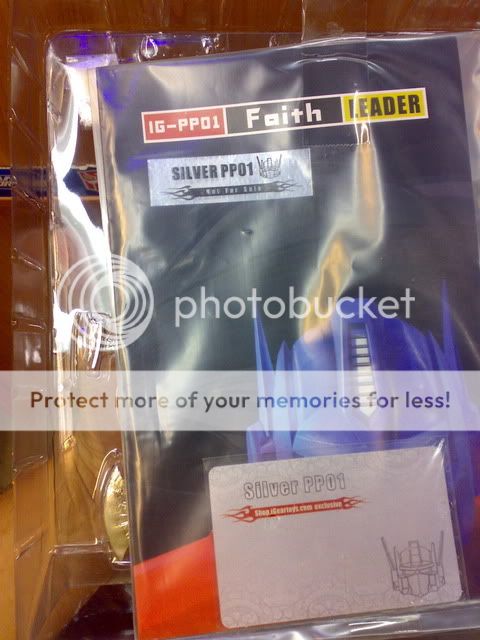 IG-PP01 Faith LEADER
SILVER PP01
Not For Sale
photobucket
Protect more of your memories for less!
Silver PP01
Shop.iGeartoys.com exclusive